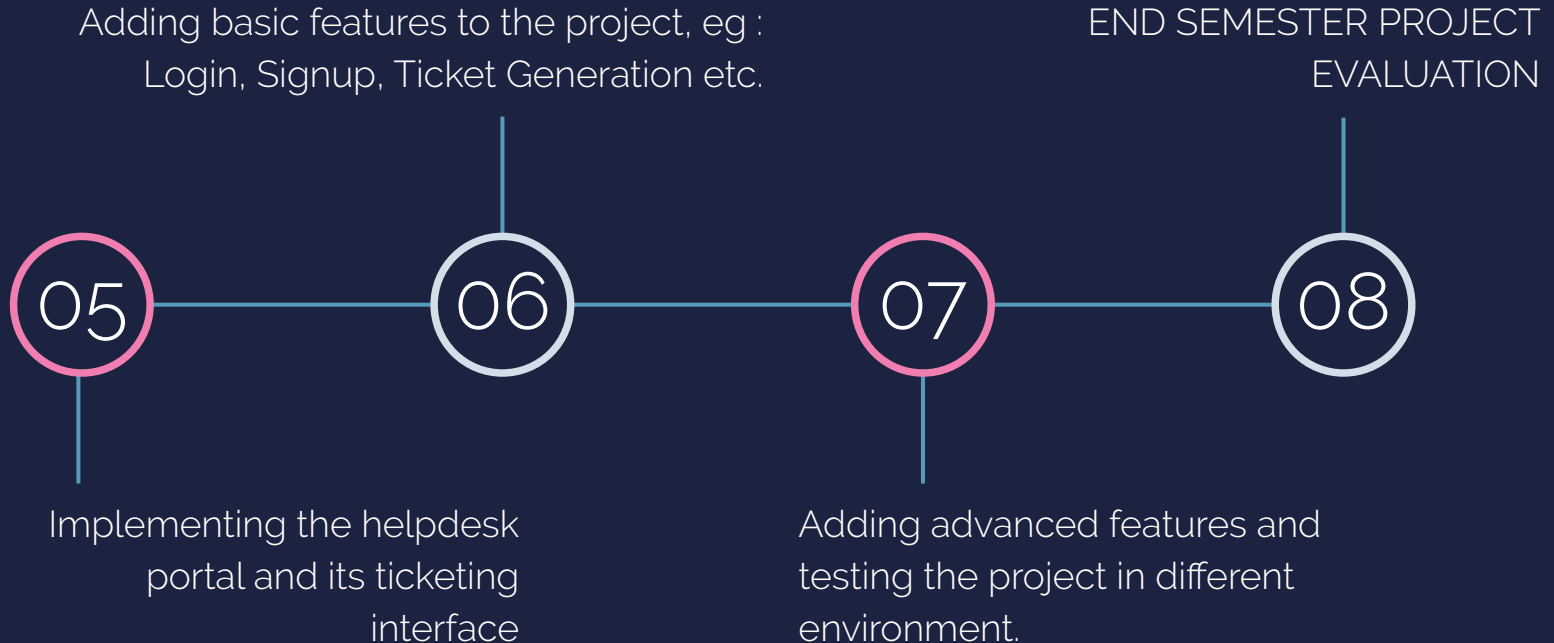 Adding basic features to the project, eg :
Login, Signup, Ticket Generation etc.
END SEMESTER PROJECT
EVALUATION
05
06
07
08
Implementing the helpdesk
portal and its ticketing
interface
Adding advanced features and
testing the project in different
environment.